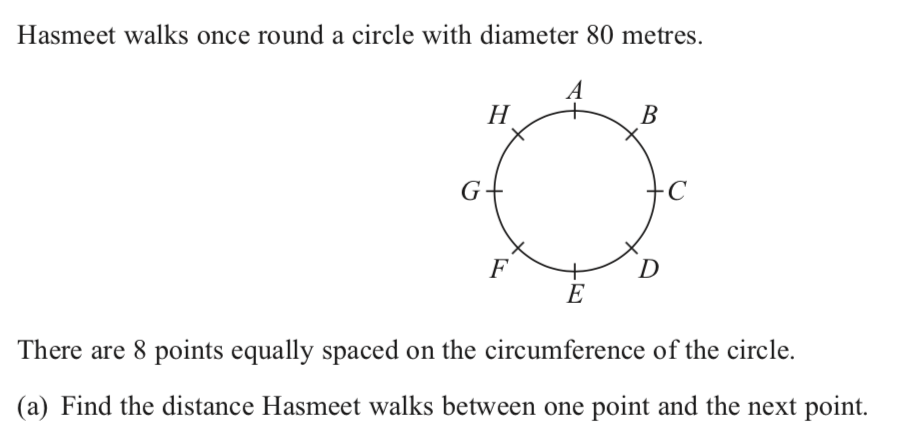 Hasmeet walks once round a circle with diameter 80 metres.
A
H
B
G
C
F
D
E
There are 8 points equally spaced on the circumference of the circle.
(a) Find the distance Hasmeet walks between one point and the next point.